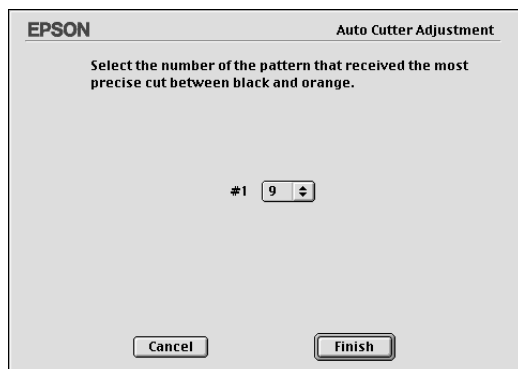 EPSON Auto Cutter Adjustment
Select the number of the pattern that received the most
precise cut between black and orange.
#1 9
Cancel Finish